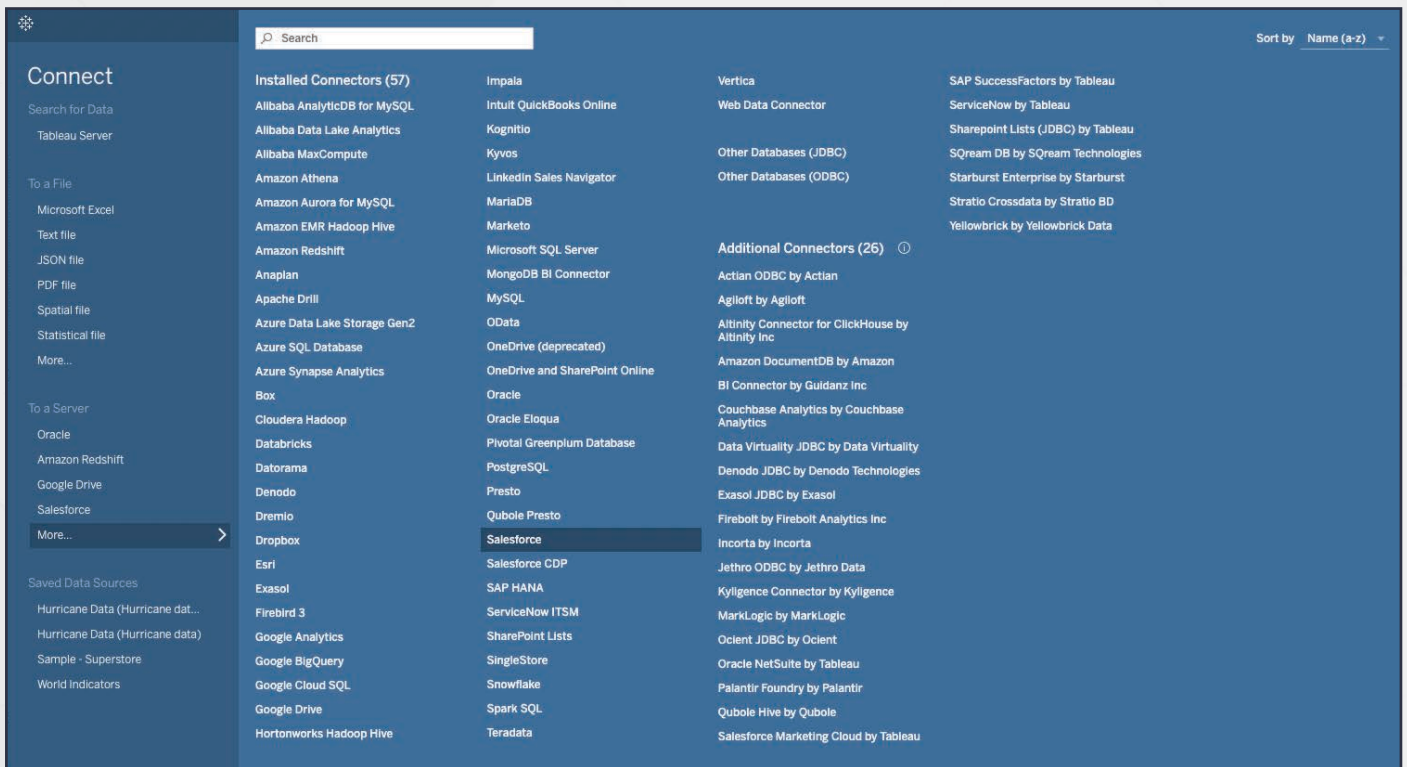 Connect
Search for Data
Tableau Server
To a File
Microsoft Excel
Text file
JSON file
PDF file
Spatial file
Statistical file
More...
To a Server
Oracle
Amazon Redshift
Google Drive
Salesforce
More...
Saved Data Sources
Hurricane Data (Hurricane dat...
Hurricane Data (Hurricane data)
Sample - Superstore
World Indicators
Search
Sort by Name (a-z)
Installed Connectors (57)
Alibaba AnalyticDB for MySQL
Alibaba Data Lake Analytics
Alibaba MaxCompute
Amazon Athena
Amazon Aurora for MySQL
Amazon EMR Hadoop Hive
Amazon Redshift
Anaplan
Apache Drill
Azure Data Lake Storage Gen2
Azure SQL Database
Azure Synapse Analytics
Box
Cloudera Hadoop
Databricks
Datorama
Denodo
Dremio
Dropbox
Esri
Exasol
Firebird 3
Google Analytics
Google BigQuery
Google Cloud SQL
Google Drive
Hortonworks Hadoop Hive
Impala
Intuit QuickBooks Online
Kognitio
Kyvos
LinkedIn Sales Navigator
MariaDB
Marketo
Microsoft SQL Server
MongoDB BI Connector
MySQL
OData
OneDrive (deprecated)
OneDrive and SharePoint Online
Oracle
Oracle Eloqua
Pivotal Greenplum Database
PostgreSQL
Presto
Qubole Presto
Salesforce
Salesforce CDP
SAP HANA
ServiceNow ITSM
SharePoint Lists
SingleStore
Snowflake
Spark SQL
Teradata
Vertica
Web Data Connector
Other Databases (JDBC)
Other Databases (ODBC)
Additional Connectors (26)
Actian ODBC by Actian
Agiloft by Agiloft
Altinity Connector for ClickHouse by
Altinity Inc
Amazon DocumentDB by Amazon
BI Connector by Guidanz Inc
Couchbase Analytics by Couchbase
Analytics
Data Virtuality JDBC by Data Virtuality
Denodo JDBC by Denodo Technologies
Exasol JDBC by Exasol
Firebolt by Firebolt Analytics Inc
Incorta by Incorta
Jethro ODBC by Jethro Data
Kyligence Connector by Kyligence
MarkLogic by MarkLogic
Ocient JDBC by Ocient
Oracle NetSuite by Tableau
Palantir Foundry by Palantir
Qubole Hive by Qubole
Salesforce Marketing Cloud by Tableau
SAP SuccessFactors by Tableau
ServiceNow by Tableau
Sharepoint Lists (JDBC) by Tableau
SQream DB by SQream Technologies
Starburst Enterprise by Starburst
Stratio Crossdata by Stratio BD
Yellowbrick by Yellowbrick Data